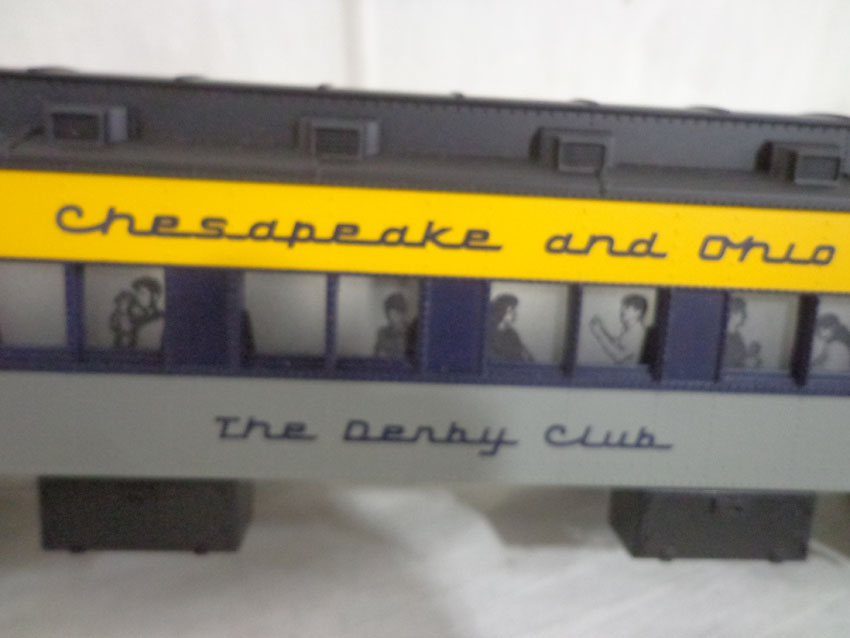 Chesapeake and Ohio
The Derby Club